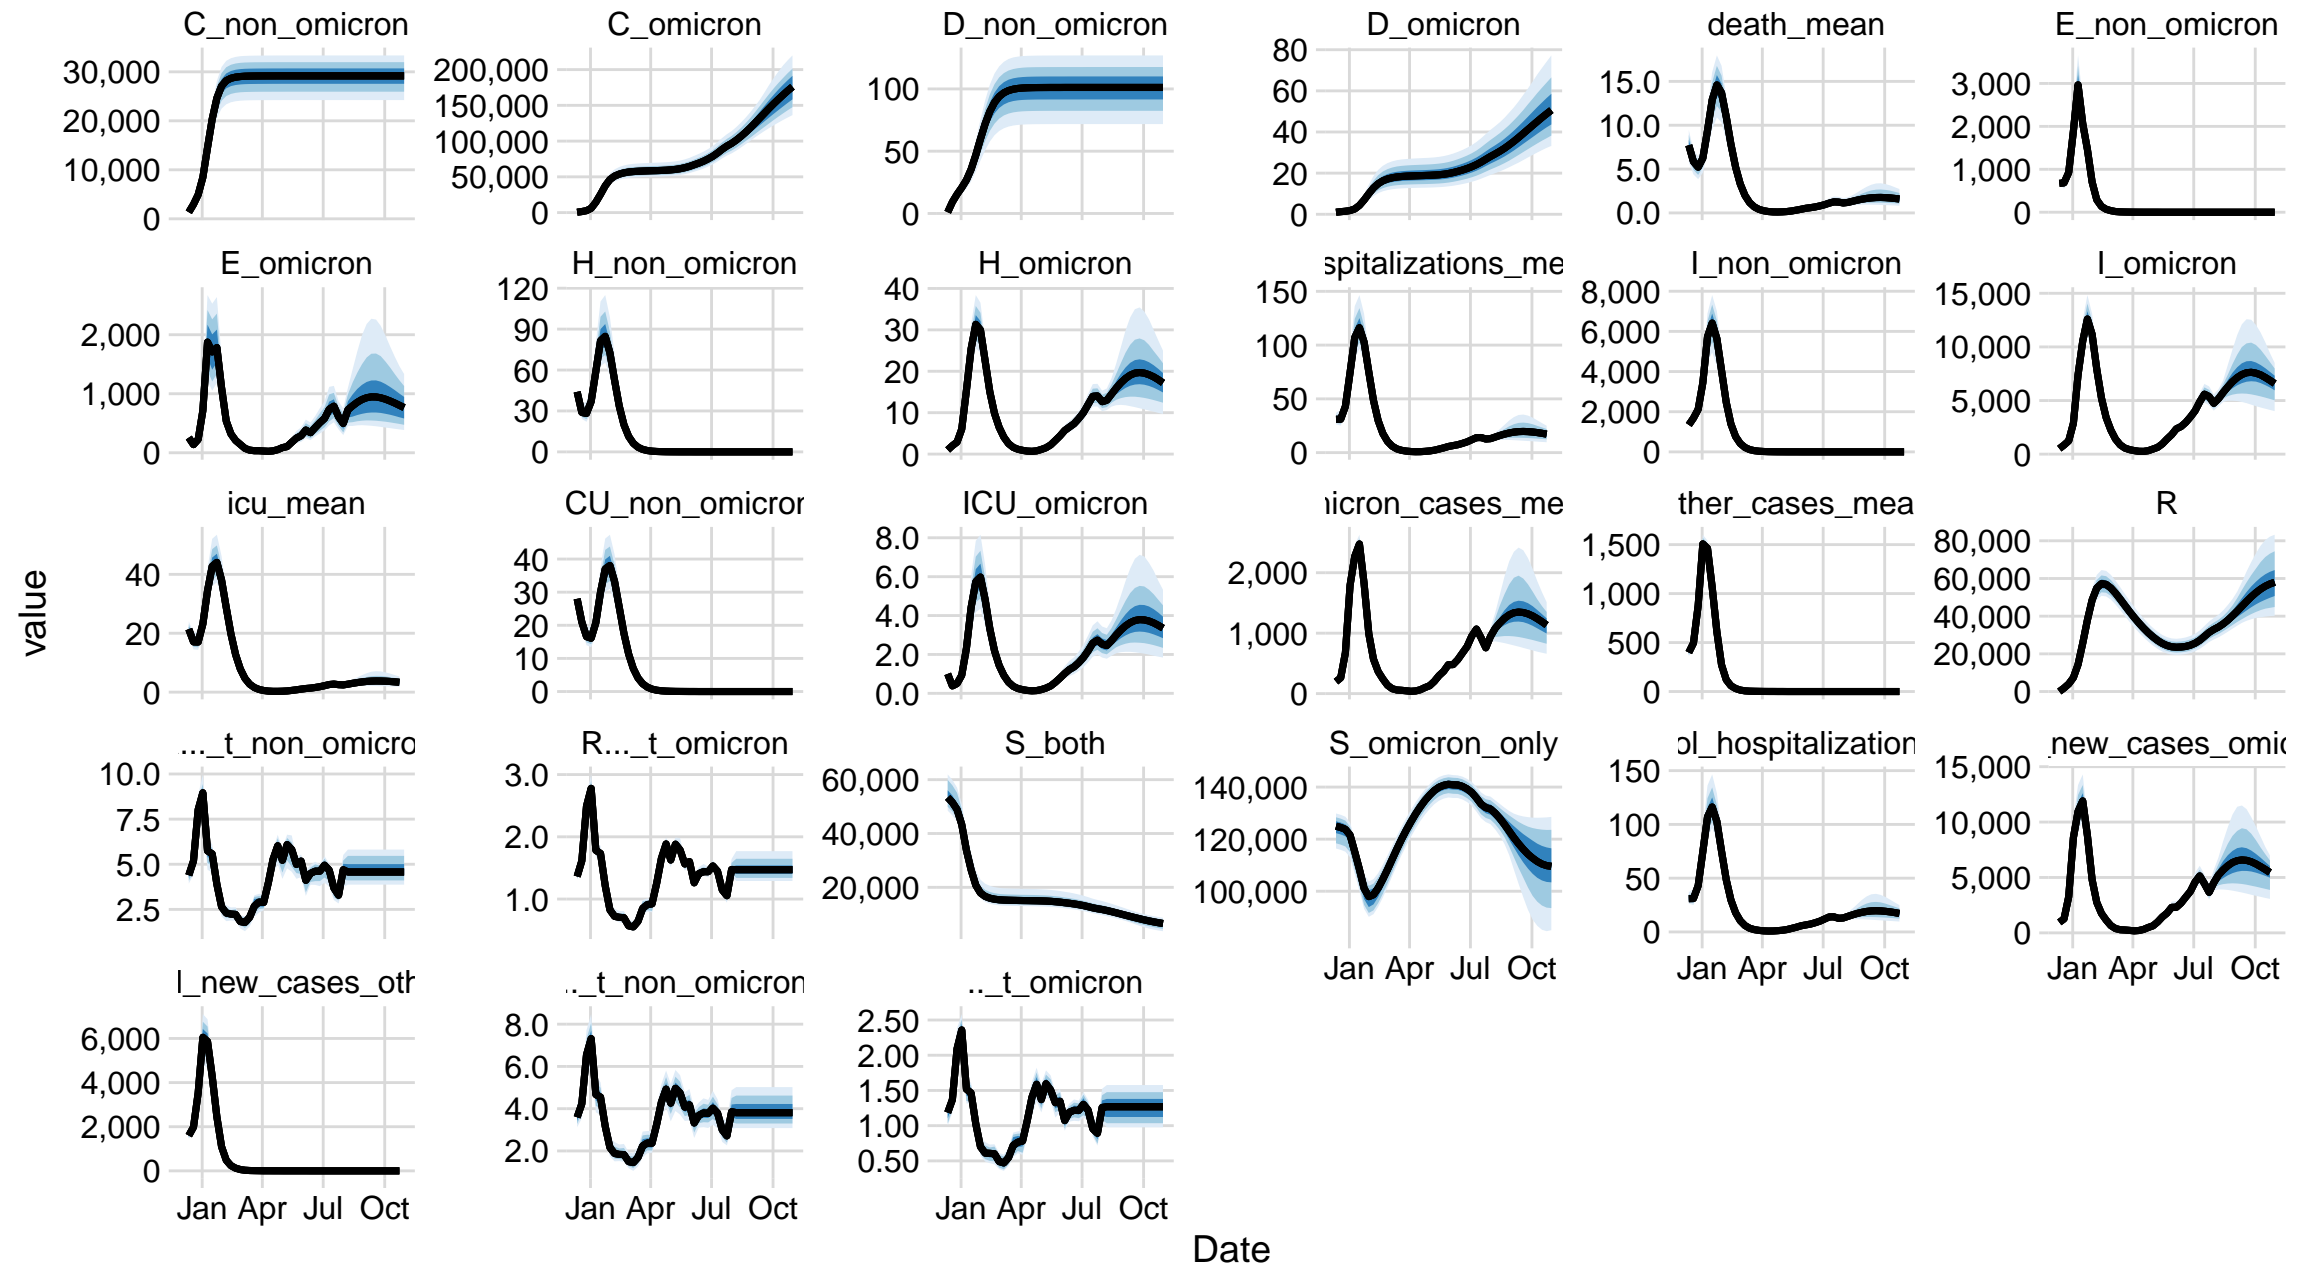 C_non_omicron C_omicron D_non_omicron D_omicron death_mean E_non_omicron
30,000 20,000 10,000 0
200,000 150,000 100,000 50,000 0
100 50 0
80 60 40 20 0
15.0 10.0 5.0 0.0
3,000 2,000 1,000 0
E_omicron H_non_omicron H_omicron spitalizations_me I_non_omicron I_omicron
2,000 1,000 0
120 90 60 30 0
40 30 20 10 0
150 100 50 0
8,000 6,000 4,000 2,000 0
15,000 10,000 5,000 0
icu_mean CU_non_omicron ICU_omicron nicron_cases_me ther_cases_mea R
40 20 0
40 30 20 10 0
8.0 6.0 4.0 2.0 0.0
2,000 1,000 0
1,500 1,000 500 0
80,000 60,000 40,000 20,000 0
..._t_non_omicro R..._t_omicron S_both S_omicron_only ol_hospitalization _new_cases_omic
10.0 7.5 5.0 2.5
3.0 2.0 1.0
60,000 40,000 20,000
140,000 120,000 100,000
150 100 50 0
15,000 10,000 5,000 0
Jan Apr Jul Oct
Jan Apr Jul Oct
Jan Apr Jul Oct
l_new_cases_oth .._t_non_omicron .._t_omicron
6,000 4,000 2,000 0
8.0 6.0 4.0 2.0
2.50 2.00 1.50 1.00 0.50
Jan Apr Jul Oct
Jan Apr Jul Oct
Jan Apr Jul Oct
value
Date